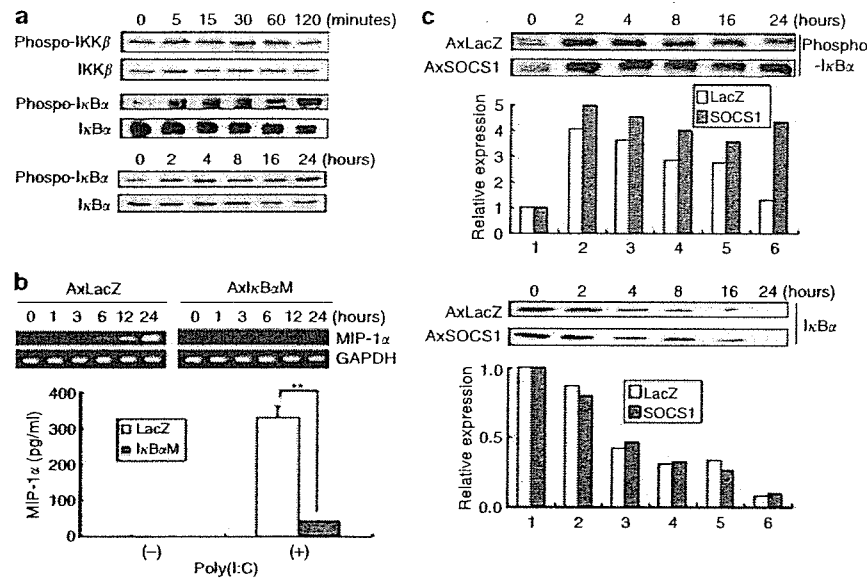 a
0 5 15 30 60 120 (minutes)
Phospo-IKKβ
IKKβ
Phospo-IκBα
IκBα
0 2 4 8 16 24 (hours)
Phospo-IκBα
IκBα
b
AxLacZ AxIκBαM
0 1 3 6 12 24 0 1 3 6 12 24 (hours)
MIP-1α
GAPDH
400
300
200
100
0
MIP-1α (pg/ml)
LacZ
IκBαM
**
(−) (+)
Poly(I:C)
c
0 2 4 8 16 24 (hours)
AxLacZ
AxSOCS1
Phospho
-IκBα
5
4
3
2
1
0
Relative expression
LacZ
SOCS1
1 2 3 4 5 6
0 2 4 8 16 24 (hours)
AxLacZ
AxSOCS1
IκBα
1.0
0.5
0.0
Relative expression
LacZ
SOCS1
1 2 3 4 5 6